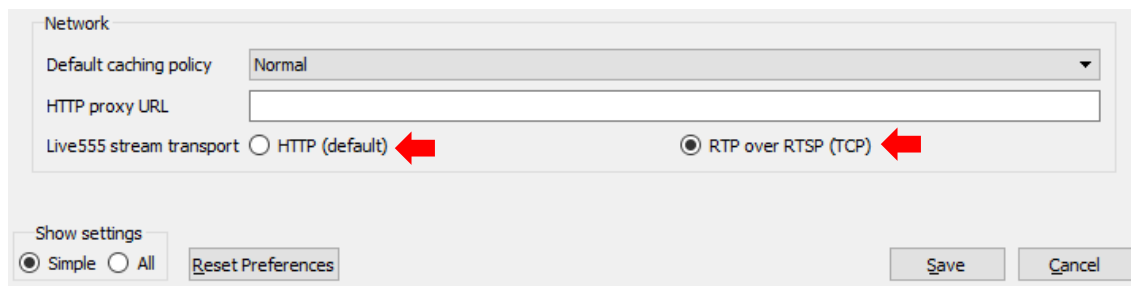 Network
Default caching policy Normal
HTTP proxy URL
Live555 stream transport HTTP (default) RTP over RTSP (TCP)
Show settings
Simple All Reset Preferences Save Cancel